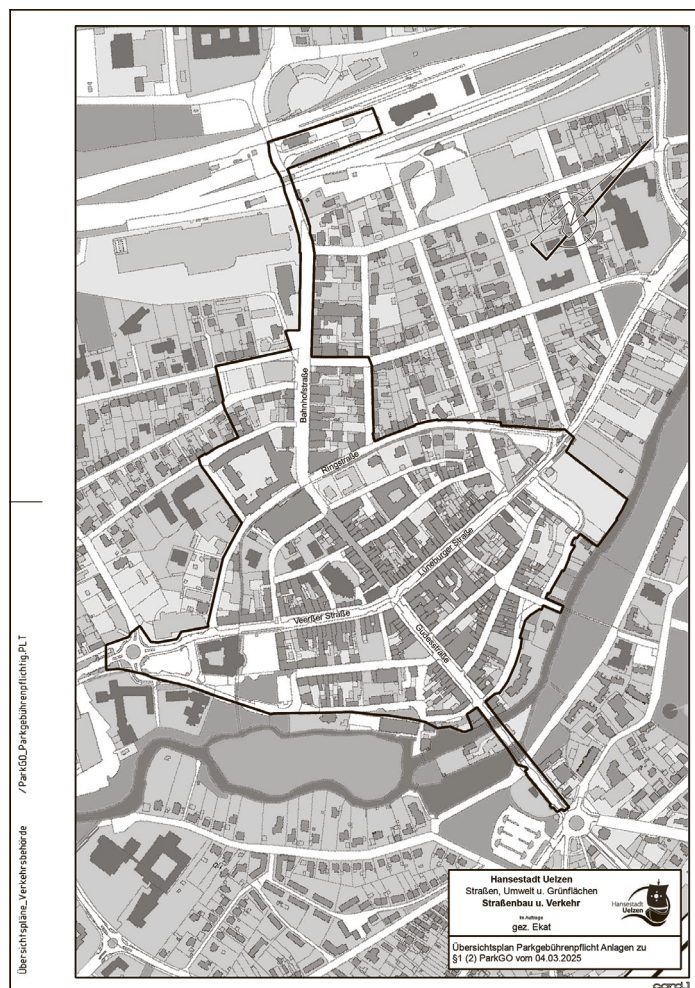 Bahnhofstraße
Ringstraße
Lüneburger Straße
Veerßer Straße
Gudesstraße
Übersichtspläne_Verkehrsbehörde /ParkGO_Parkgebührenpflichtig.PLT
Hansestadt Uelzen
Straßen, Umwelt u. Grünflächen
Straßenbau u. Verkehr
Im Auftrage
gez. Ekat
Hansestadt
Uelzen
Übersichtsplan Parkgebührenpflicht Anlagen zu
§1 (2) ParkGO vom 04.03.2025